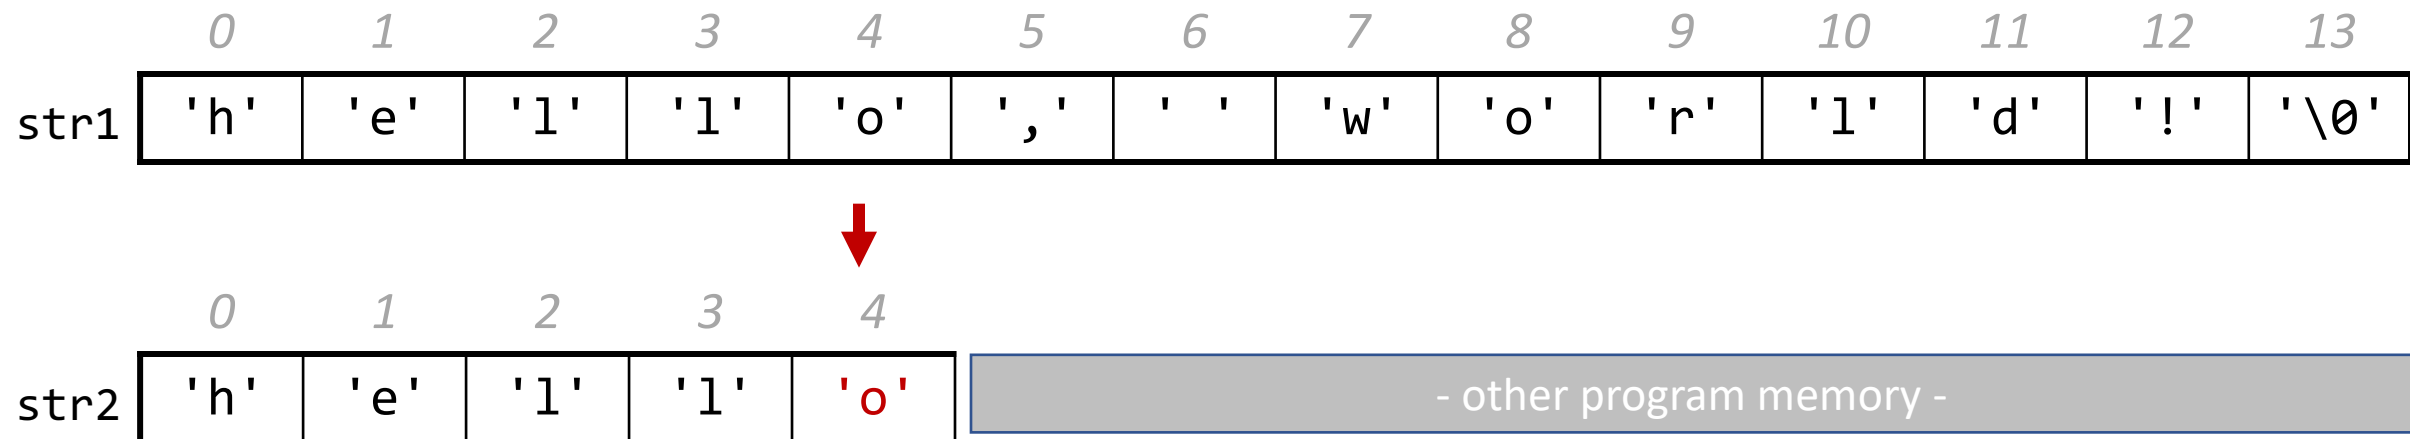 0 1 2 3 4 5 6 7 8 9 10 11 12 13
str1 'h' 'e' 'l' 'l' 'o' ',' ' ' 'w' 'o' 'r' 'l' 'd' '!' '\0'
0 1 2 3 4
str2 'h' 'e' 'l' 'l' 'o' - other program memory -